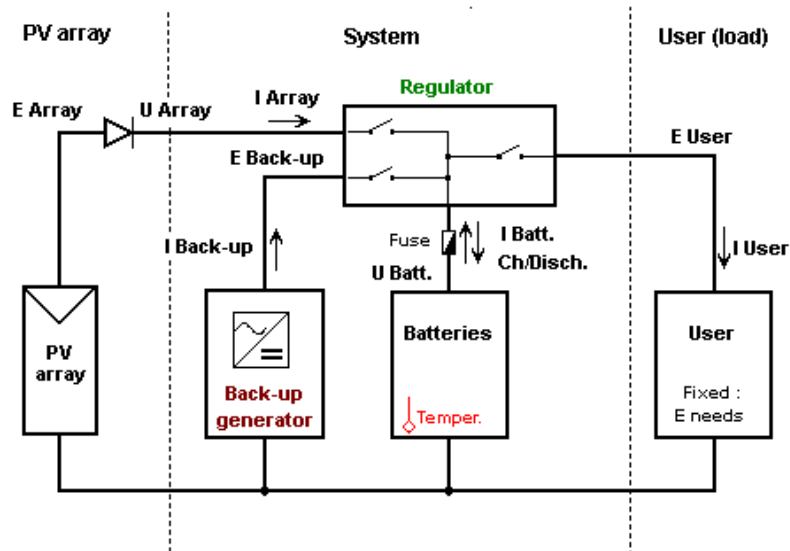 PV array
System
User (load)
Regulator
I Array
E Array
U Array
E Back-up
E User
I Back-up
Fuse
I Batt.
Ch/Disch.
U Batt.
I User
PV
array
Back-up
generator
Batteries
Temper.
User
Fixed :
E needs